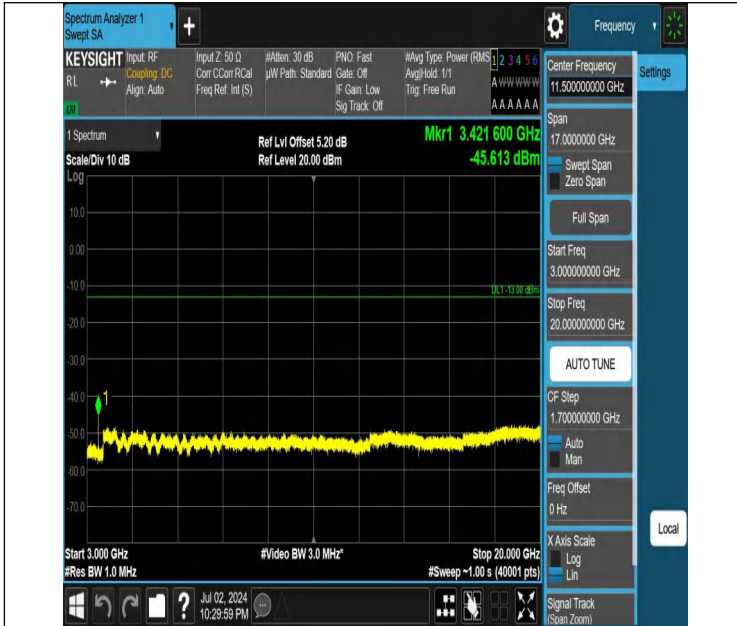 Spectrum Analyzer 1
Swept SA
+
Frequency
KEYSIGHT
RL
Input: RF
Coupling: DC
Align: Auto
Input Z: 50 Ω
Corr CCorr RCal
Freq Ref: Int (S)
#Atten: 30 dB
µW Path: Standard
PNO: Fast
Gate: Off
IF Gain: Low
Sig Track: Off
#Avg Type: Power (RMS
Avg|Hold: 1/1
Trig: Free Run
1 2 3 4 5 6
A W W W W W
A A A A A A
1 Spectrum
Scale/Div 10 dB
Log
Ref Lvl Offset 5.20 dB
Ref Level 20.00 dBm
Mkr1 3.421 600 GHz
-45.613 dBm
10.0
0.00
-10.0
DL1 -13.00 dBm
-20.0
-30.0
-40.0
1
-50.0
-60.0
-70.0
Start 3.000 GHz
#Res BW 1.0 MHz
#Video BW 3.0 MHz*
Stop 20.000 GHz
#Sweep ~1.00 s (40001 pts)
Center Frequency
11.500000000 GHz
Settings
Span
17.0000000 GHz
Swept Span
Zero Span
Full Span
Start Freq
3.000000000 GHz
Stop Freq
20.000000000 GHz
AUTO TUNE
CF Step
1.700000000 GHz
Auto
Man
Freq Offset
0 Hz
X Axis Scale
Log
Lin
Local
Signal Track
(Span Zoom)
?
Jul 02, 2024
10:29:59 PM